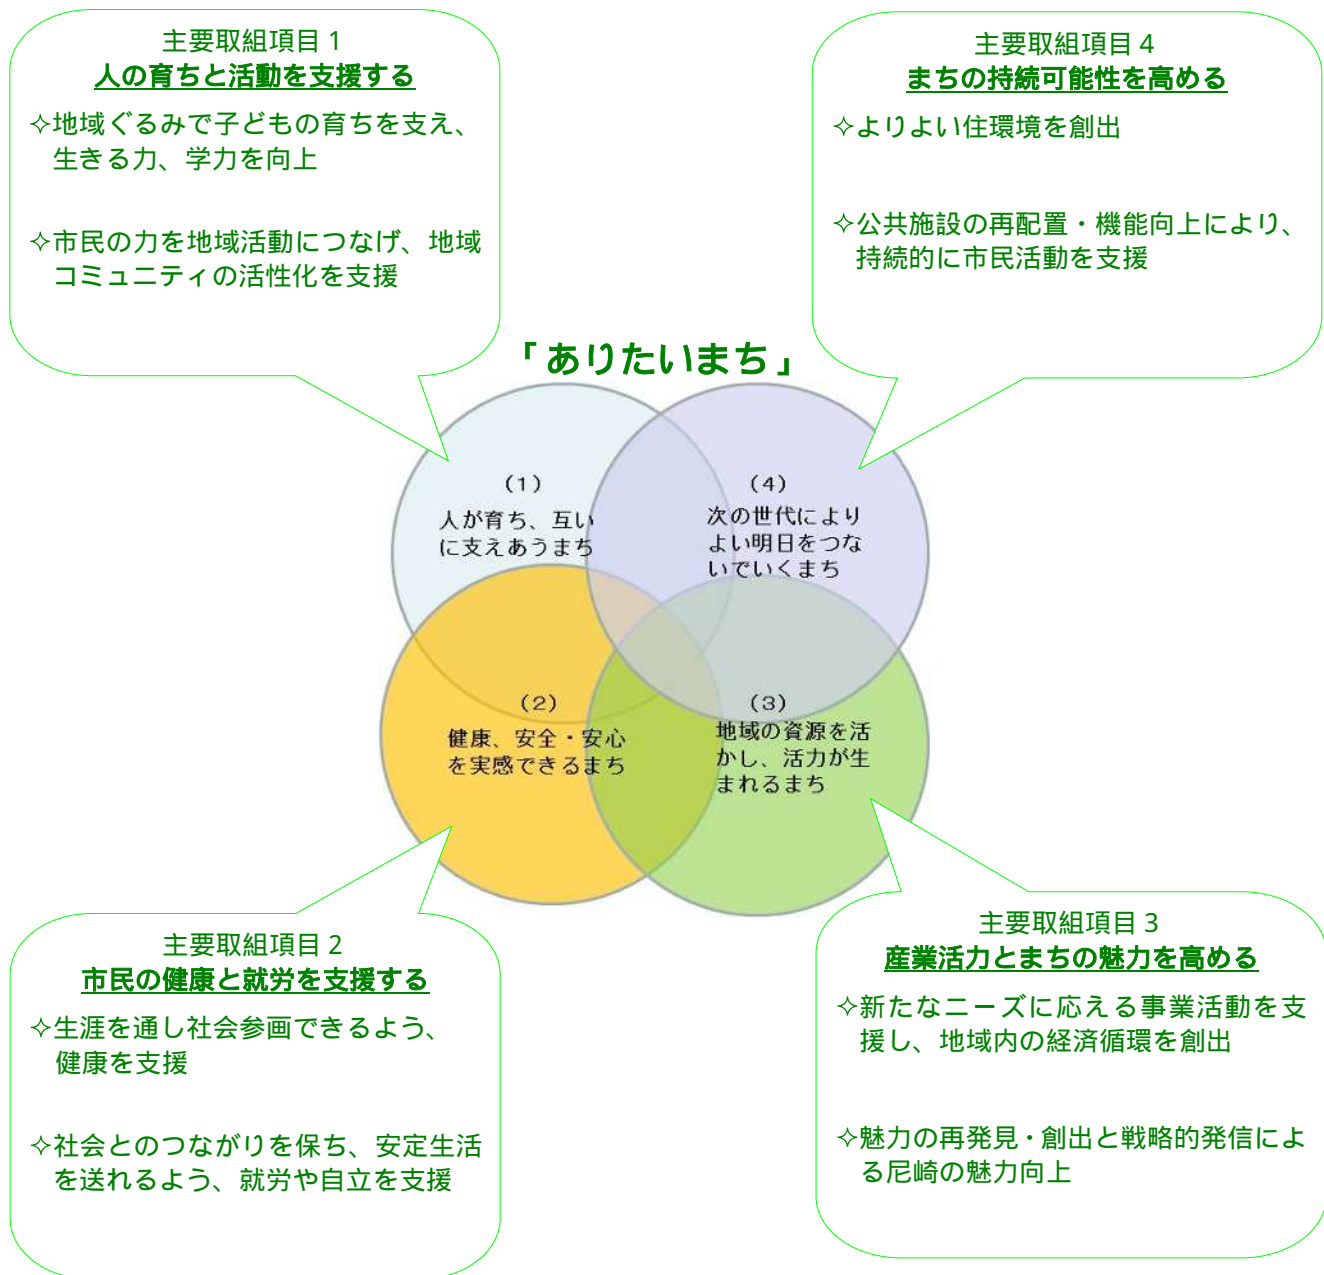 主要取組項目1
人の育ちと活動を支援する
✧地域ぐるみで子どもの育ちを支え、
生きる力、学力を向上
✧市民の力を地域活動につなげ、地域
コミュニティの活性化を支援
主要取組項目4
まちの持続可能性を高める
✧よりよい住環境を創出
✧公共施設の再配置・機能向上により、
持続的に市民活動を支援
「ありたいまち」
(1)
人が育ち、互い
に支えあうまち
(4)
次の世代により
よい明日をつな
いでいくまち
(2)
健康、安全・安心
を実感できるまち
(3)
地域の資源を活
かし、活力が生
まれるまち
主要取組項目2
市民の健康と就労を支援する
✧生涯を通し社会参画できるよう、
健康を支援
✧社会とのつながりを保ち、安定生活
を送れるよう、就労や自立を支援
主要取組項目3
産業活力とまちの魅力を高める
✧新たなニーズに応える事業活動を支
援し、地域内の経済循環を創出
✧魅力の再発見・創出と戦略的発信によ
る尼崎の魅力向上